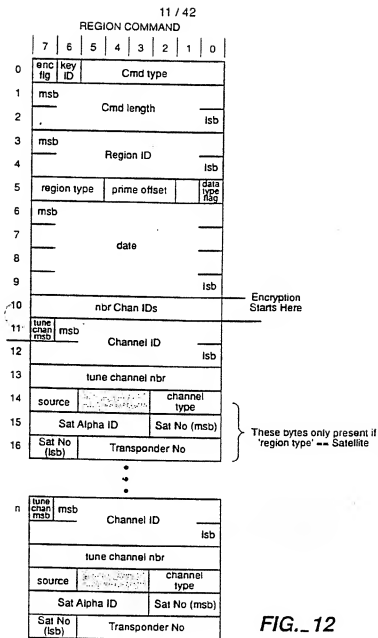 11 / 42
REGION COMMAND
7 6 5 4 3 2 1 0
0 enc flg key ID Cmd type
1 msb
Cmd length
2 lsb
3 msb
Region ID
4 lsb
5 region type prime offset data type flag
6 msb
7
date
8
9 lsb
Encryption Starts Here
10 nbr Chan IDs
11 tune chan msb msb
Channel ID
12 lsb
13 tune channel nbr
14 source channel type
15 Sat Alpha ID Sat No (msb)
16 Sat No (lsb) Transponder No
These bytes only present if
'region type' == Satellite
n tune chan msb msb
Channel ID
lsb
tune channel nbr
source channel type
Sat Alpha ID Sat No (msb)
Sat No (lsb) Transponder No
FIG._12